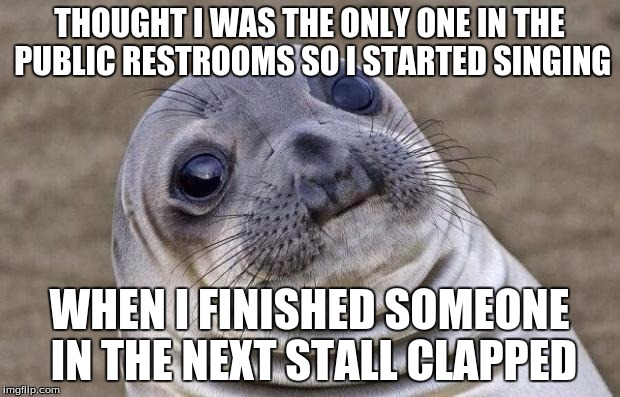 THOUGHT I WAS THE ONLY ONE IN THE
PUBLIC RESTROOMS SO I STARTED SINGING
WHEN I FINISHED SOMEONE
IN THE NEXT STALL CLAPPED
imgflip.com